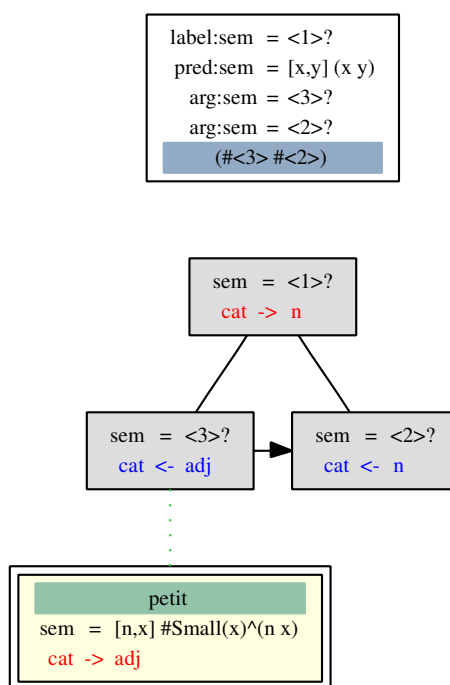 label:sem = <1>?
pred:sem = [x,y] (x y)
arg:sem = <3>?
arg:sem = <2>?
(#<3> #<2>)
sem = <1>?
cat -> n
sem = <3>?
cat <- adj
sem = <2>?
cat <- n
petit
sem = [n,x] #Small(x)^(n x)
cat -> adj